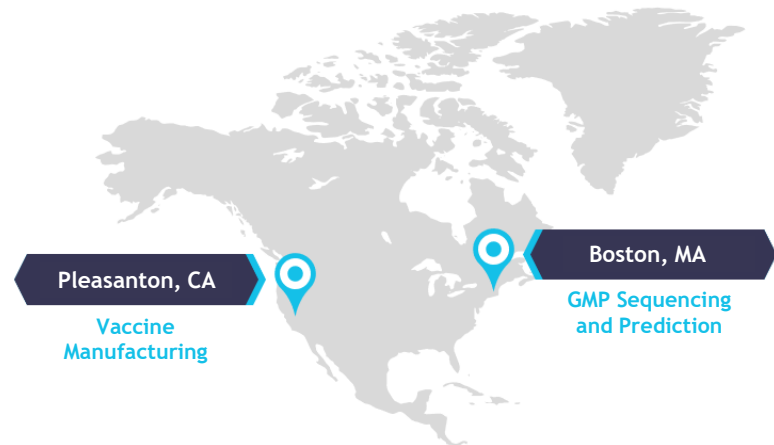 Pleasanton, CA
Vaccine
Manufacturing
Boston, MA
GMP Sequencing
and Prediction